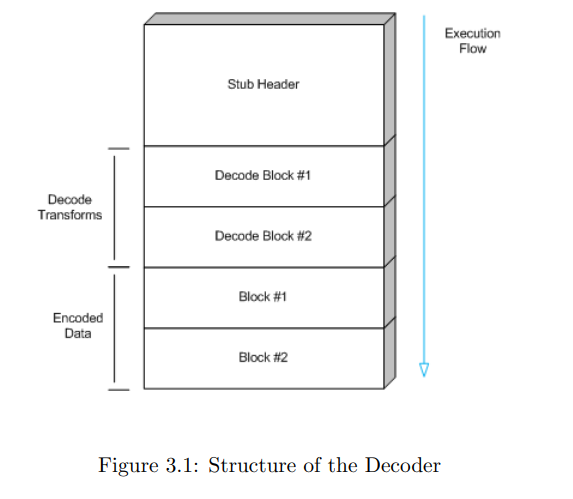 Execution
Flow
Stub Header
Decode Block #1
Decode
Transforms
Decode Block #2
Block #1
Encoded
Data
Block #2
Figure 3.1: Structure of the Decoder